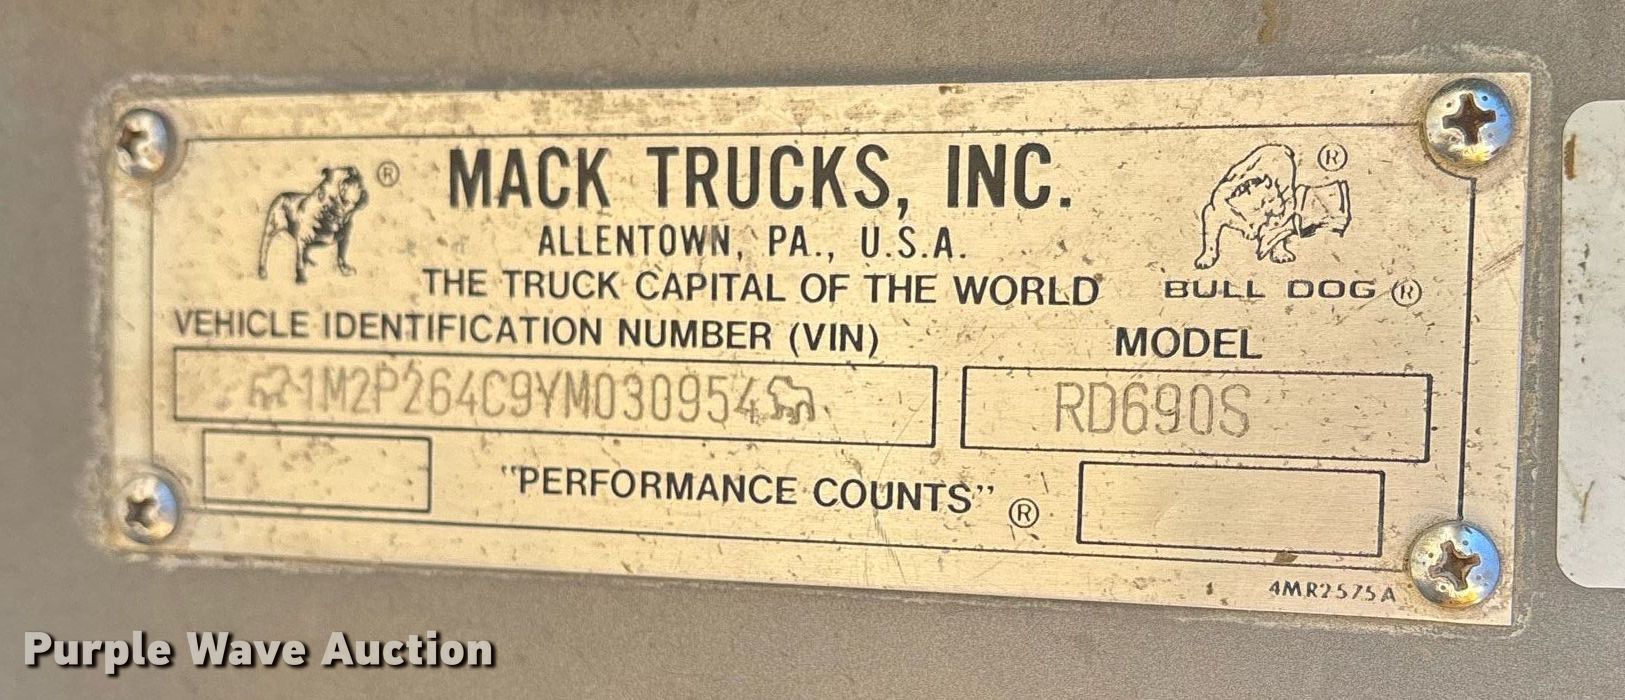 ®
MACK TRUCKS, INC.
®
ALLENTOWN, PA., U.S.A.
THE TRUCK CAPITAL OF THE WORLD
BULL DOG ®
VEHICLE IDENTIFICATION NUMBER (VIN)
MODEL
1M2P264C9YM030954
RD690S
"PERFORMANCE COUNTS" ®
4MR2575A
Purple Wave Auction